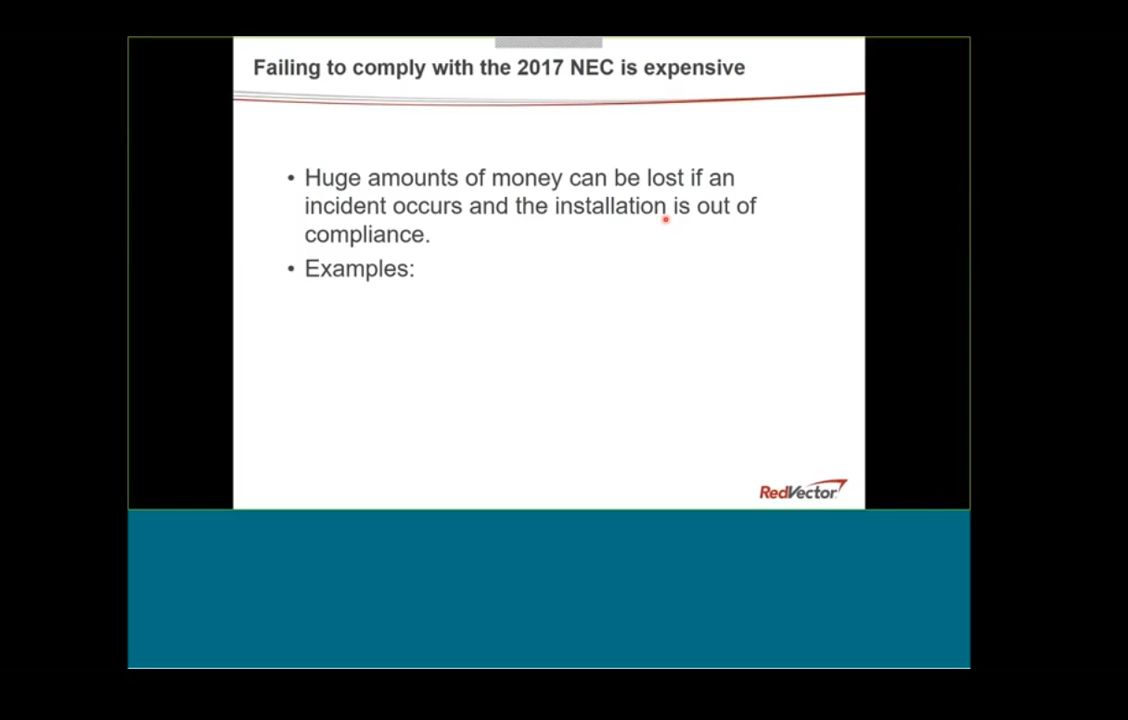 Failing to comply with the 2017 NEC is expensive
• Huge amounts of money can be lost if an
incident occurs and the installation is out of
compliance.
• Examples:
RedVector